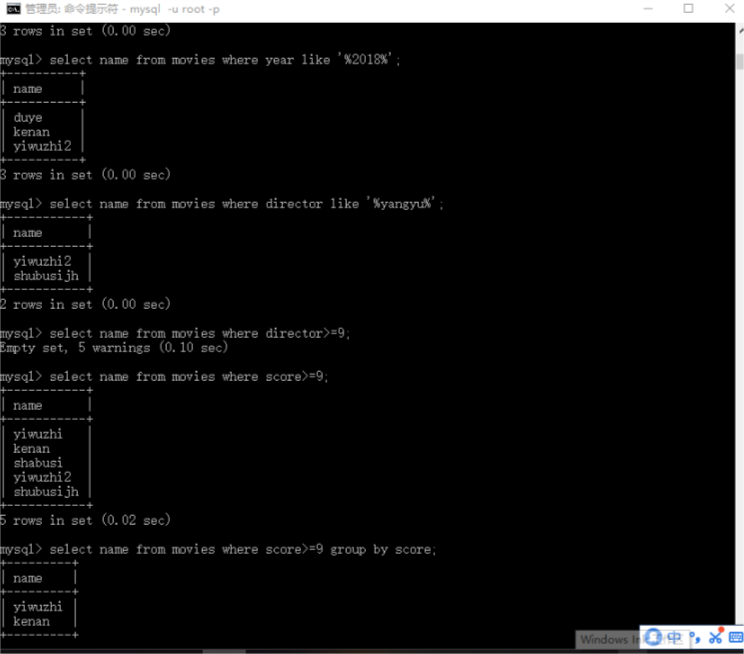 管理员: 命令提示符 - mysql -u root -p
3 rows in set (0.00 sec)
mysql> select name from movies where year like '%2018%';
+----------+
| name     |
+----------+
| duye     |
| kenan    |
| yiwuzhi2 |
+----------+
3 rows in set (0.00 sec)
mysql> select name from movies where director like '%yangyu%';
+-----------+
| name      |
+-----------+
| yiwuzhi2  |
| shubusijh |
+-----------+
2 rows in set (0.00 sec)
mysql> select name from movies where director>=9;
Empty set, 5 warnings (0.10 sec)
mysql> select name from movies where score>=9;
+-----------+
| name      |
+-----------+
| yiwuzhi   |
| kenan     |
| shabusi   |
| yiwuzhi2  |
| shubusijh |
+-----------+
5 rows in set (0.02 sec)
mysql> select name from movies where score>=9 group by score;
+---------+
| name    |
+---------+
| yiwuzhi |
| kenan   |
+---------+
Windows 中